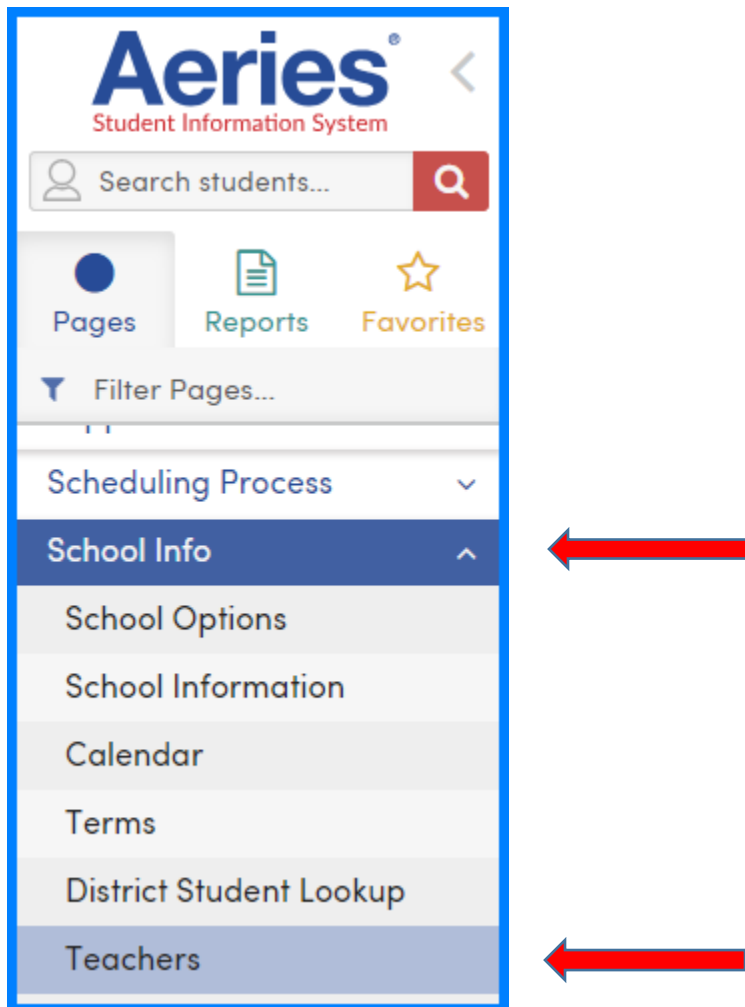 Aeries®
Student Information System
Search students...
Pages Reports Favorites
Filter Pages...
Scheduling Process
School Info
School Options
School Information
Calendar
Terms
District Student Lookup
Teachers